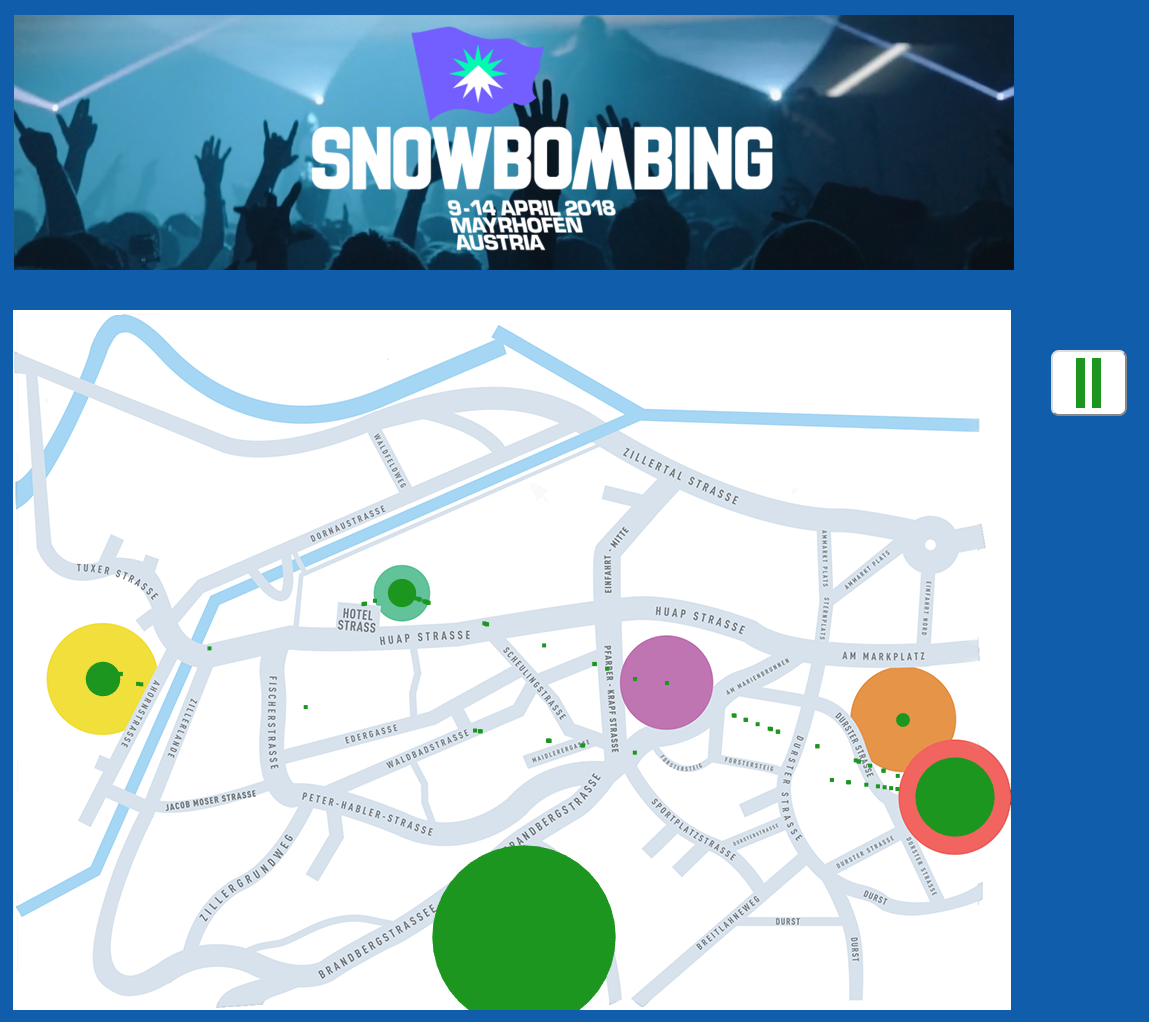 SNOWBOMBING
9-14 APRIL 2018
MAYRHOFEN
AUSTRIA
WALDFELDWEG
ZILLERTAL STRASSE
DORNAUSTRASSE
EINFAHRT - MITTE
AMMARKT PLATS
AMMARKT PLATS
TUXER STRASSE
STERNPLATS
EINFAHRT NORD
HOTEL
STRASS
HUAP STRASSE
HUAP STRASSE
AM MARKPLATZ
SCHEULINGSTRASSE
PFARRER - KRAPF STRASSE
AM MARIENBRUNNEN
AHORNSTRASSE
ZILLERLANDE
FISCHERSTRASSE
EDERGASSE
WALDBADSTRASSE
MAIDLERERGASSE
FORSTERSTEIG
FORSTERSTEIG
DURSTER STRASSE
DURSTER STRASSE
JACOB MOSER STRASSE
PETER-HABLER-STRASSE
BRANDBERGSTRASSE
SPORTPLATZSTRASSE
DURSTERSTRASSE
DURSTER STRASSE
DURSTER STRASSE
ZILLERGRUNDWEG
BRANDBERGSTRASSEE
BREITLAHNEWEG
DURST
DURST
DURST